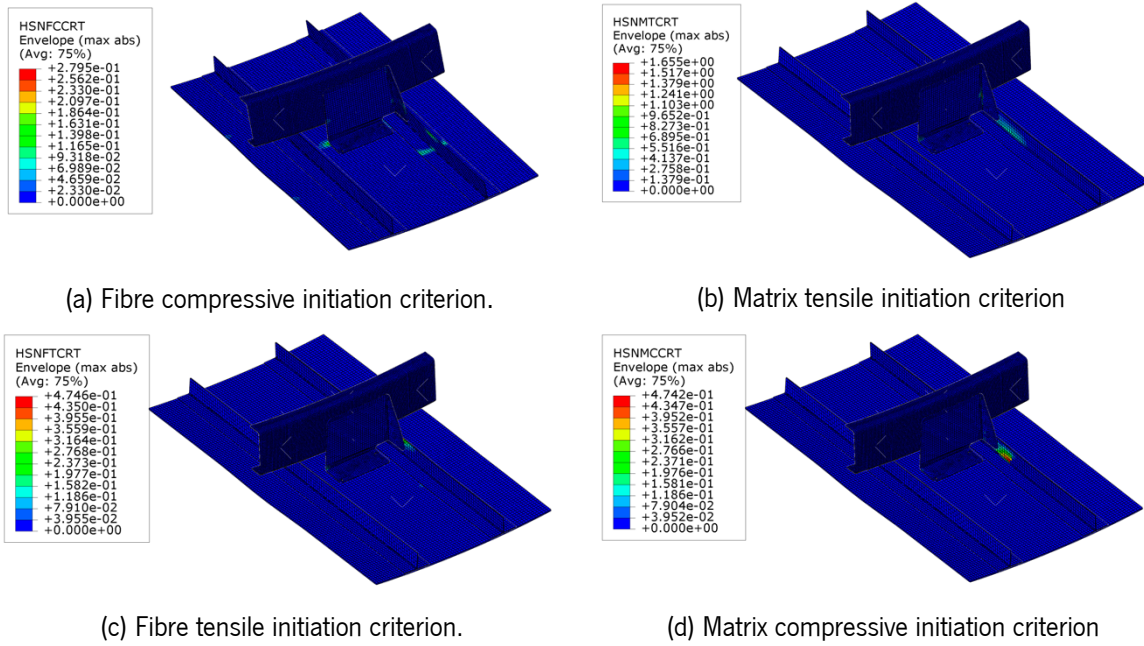 HSNFCCRT
Envelope (max abs)
(Avg: 75%)
+2.795e-01
+2.562e-01
+2.330e-01
+2.097e-01
+1.864e-01
+1.631e-01
+1.398e-01
+1.165e-01
+9.318e-02
+6.989e-02
+4.659e-02
+2.330e-02
+0.000e+00
HSNMTCRT
Envelope (max abs)
(Avg: 75%)
+1.655e+00
+1.517e+00
+1.379e+00
+1.241e+00
+1.103e+00
+9.652e-01
+8.273e-01
+6.895e-01
+5.516e-01
+4.137e-01
+2.758e-01
+1.379e-01
+0.000e+00
(a) Fibre compressive initiation criterion.
(b) Matrix tensile initiation criterion
HSNFTCRT
Envelope (max abs)
(Avg: 75%)
+4.746e-01
+4.350e-01
+3.955e-01
+3.559e-01
+3.164e-01
+2.768e-01
+2.373e-01
+1.977e-01
+1.582e-01
+1.186e-01
+7.910e-02
+3.955e-02
+0.000e+00
HSNMCCRT
Envelope (max abs)
(Avg: 75%)
+4.742e-01
+4.347e-01
+3.952e-01
+3.557e-01
+3.162e-01
+2.766e-01
+2.371e-01
+1.976e-01
+1.581e-01
+1.186e-01
+7.904e-02
+3.952e-02
+0.000e+00
(c) Fibre tensile initiation criterion.
(d) Matrix compressive initiation criterion